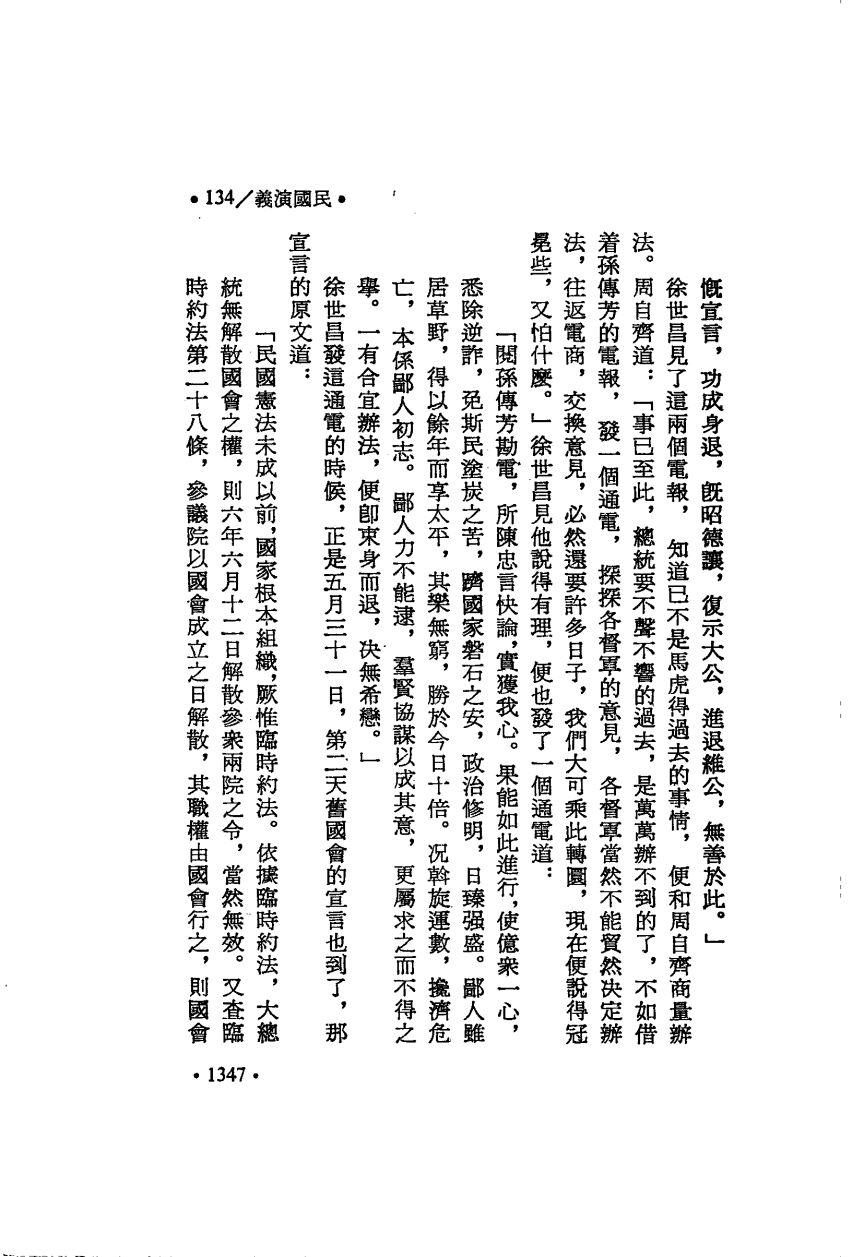 •134/義演國民•
慨宣言，功成身退，旣昭德讓，復示大公，進退維公，無善於此。」
徐世昌見了這兩個電報，知道已不是馬虎得過去的事情，便和周自齊商量辦
法。周自齊道：「事已至此，總統要不聲不響的過去，是萬萬辦不到的了，不如借
着孫傳芳的電報，發一個通電，探探各督軍的意見，各督軍當然不能貿然決定辦
法，往返電商，交換意見，必然還要許多日子，我們大可乘此轉圜，現在便說得冠
冕些，又怕什麼。」徐世昌見他說得有理，便也發了一個通電道：
「閱孫傳芳勘電，所陳忠言快論，實獲我心。果能如此進行，使億衆一心，
悉除逆詐，免斯民塗炭之苦，躋國家磐石之安，政治修明，日臻强盛。鄙人雖
居草野，得以餘年而享太平，其樂無窮，勝於今日十倍。况斡旋運數，攙濟危
亡，本係鄙人初志。鄙人力不能逮，羣賢協謀以成其意，更屬求之而不得之
舉。一有合宜辦法，便卽束身而退，決無希戀。」
徐世昌發這通電的時候，正是五月三十一日，第二天舊國會的宣言也到了，那
宣言的原文道：
「民國憲法未成以前，國家根本組織，厥惟臨時約法。依據臨時約法，大總
統無解散國會之權，則六年六月十二日解散參衆兩院之令，當然無效。又查臨
時約法第二十八條，參議院以國會成立之日解散，其職權由國會行之，則國會
•1347•